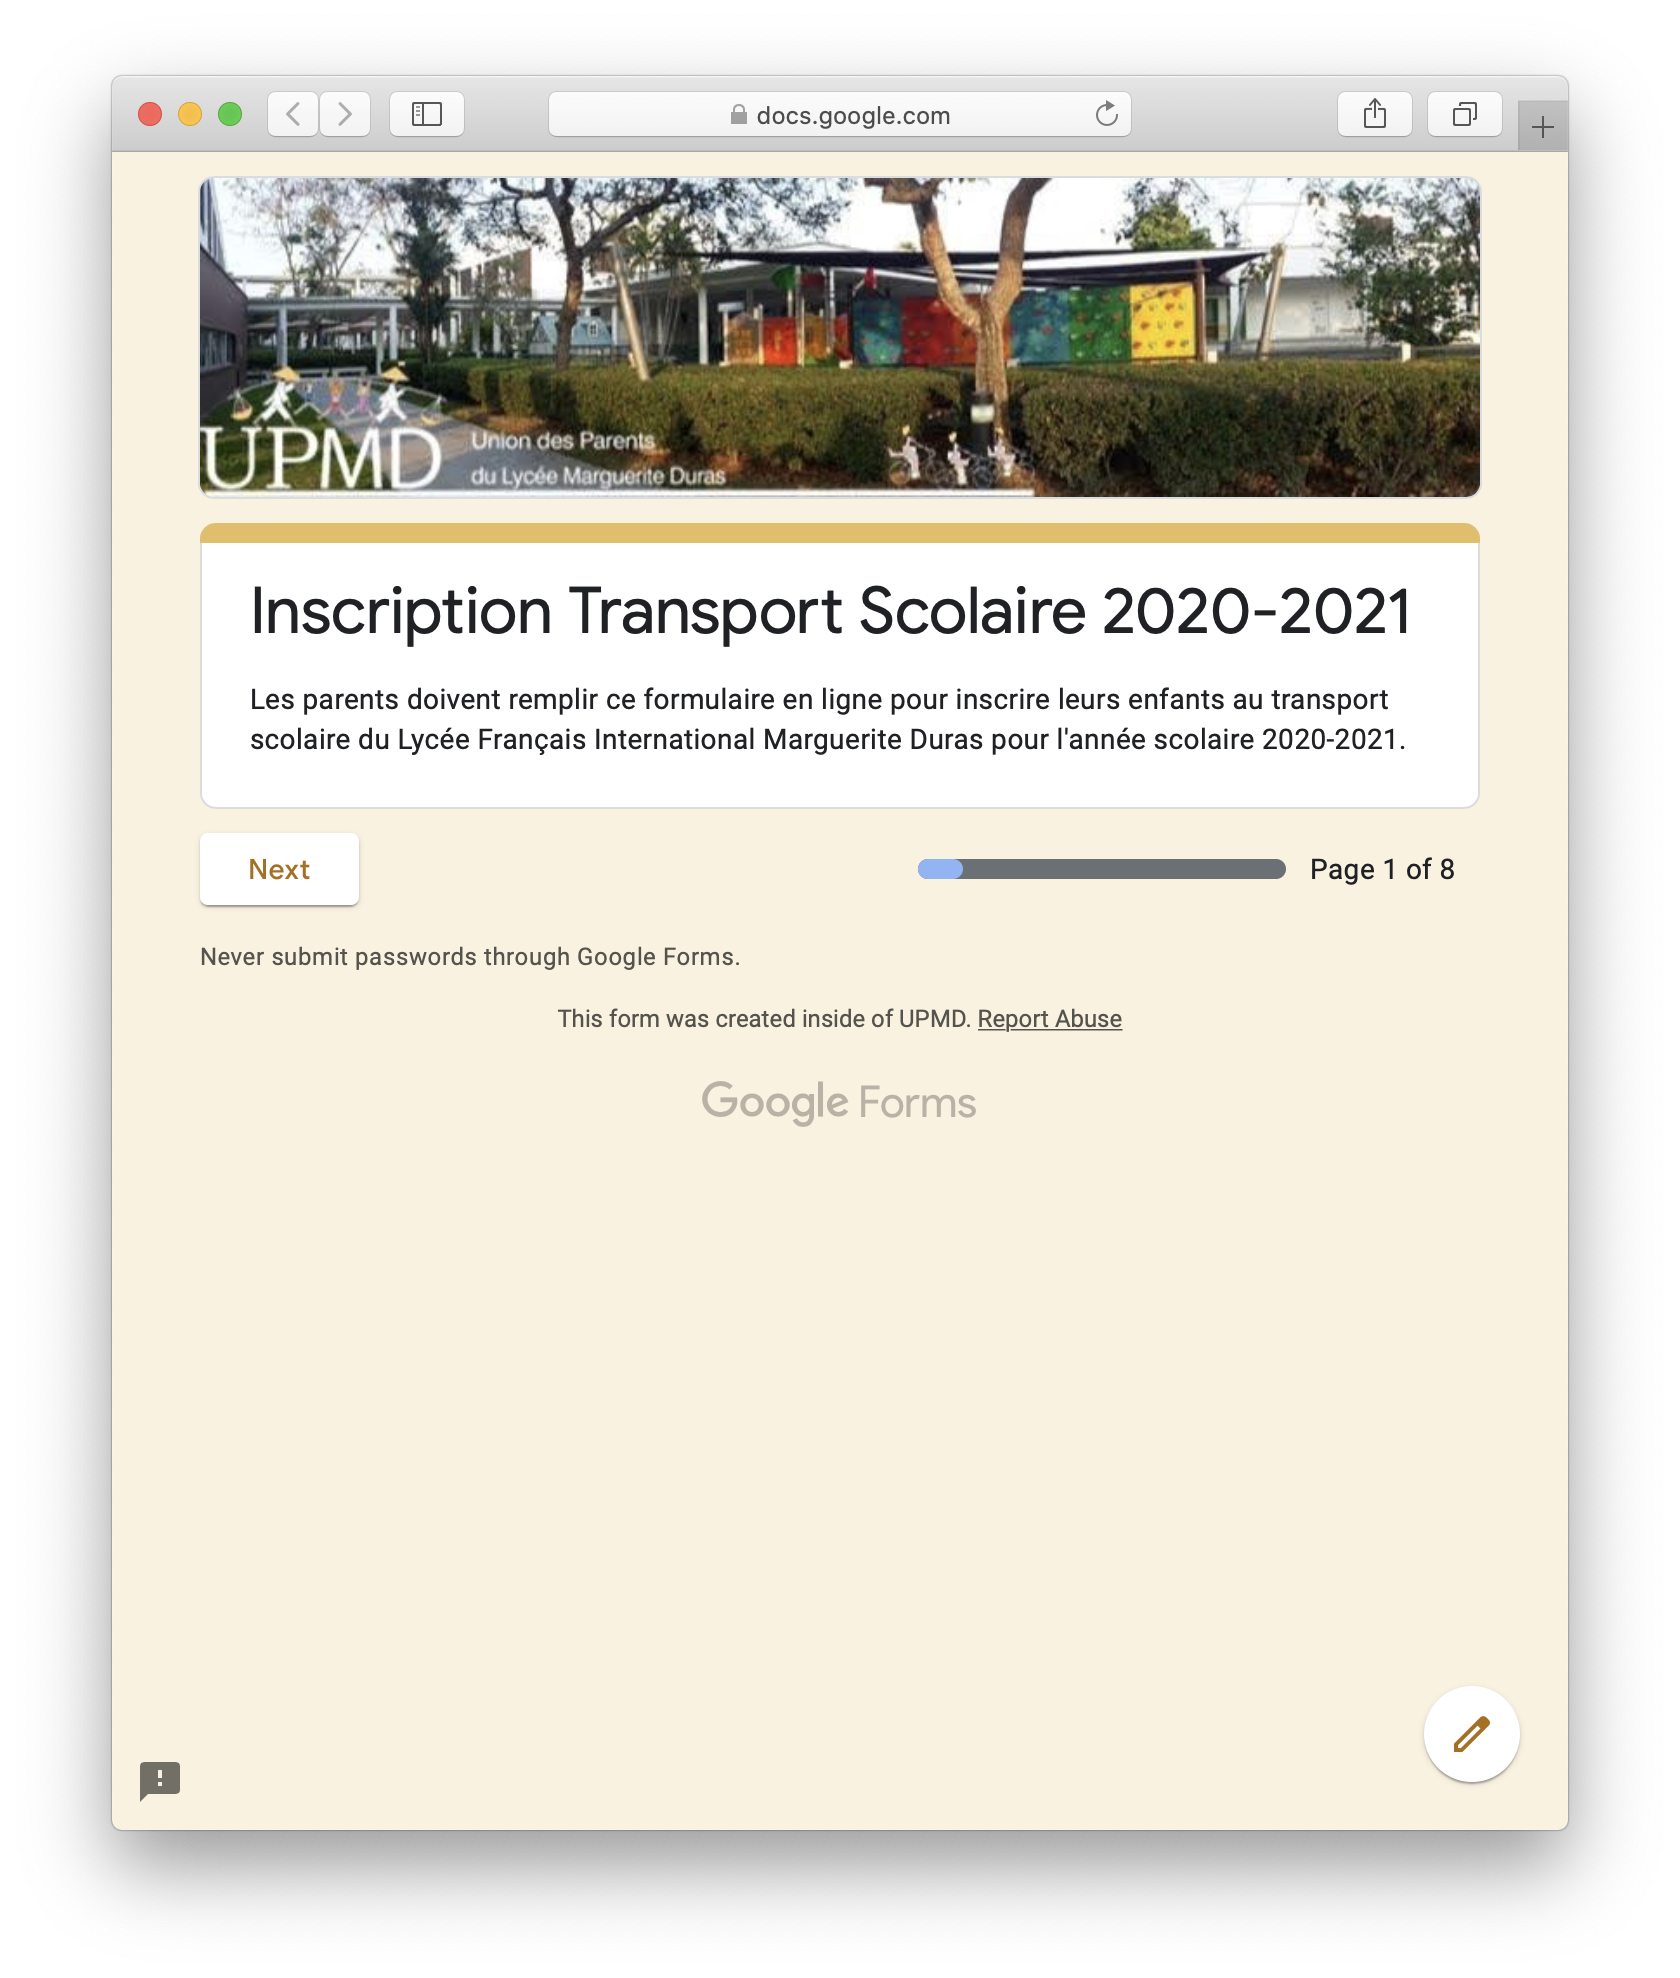 docs.google.com
UPMD
Union des Parents
du Lycée Marguerite Duras
Inscription Transport Scolaire 2020-2021
Les parents doivent remplir ce formulaire en ligne pour inscrire leurs enfants au transport
scolaire du Lycée Français International Marguerite Duras pour l'année scolaire 2020-2021.
Next
Page 1 of 8
Never submit passwords through Google Forms.
This form was created inside of UPMD. Report Abuse
Google Forms